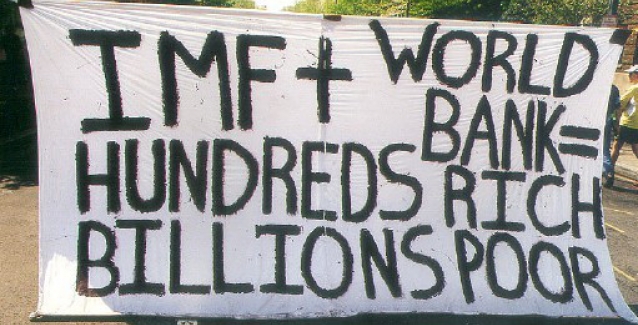 IMF + WORLD
BANK =
HUNDREDS RICH
BILLIONS POOR